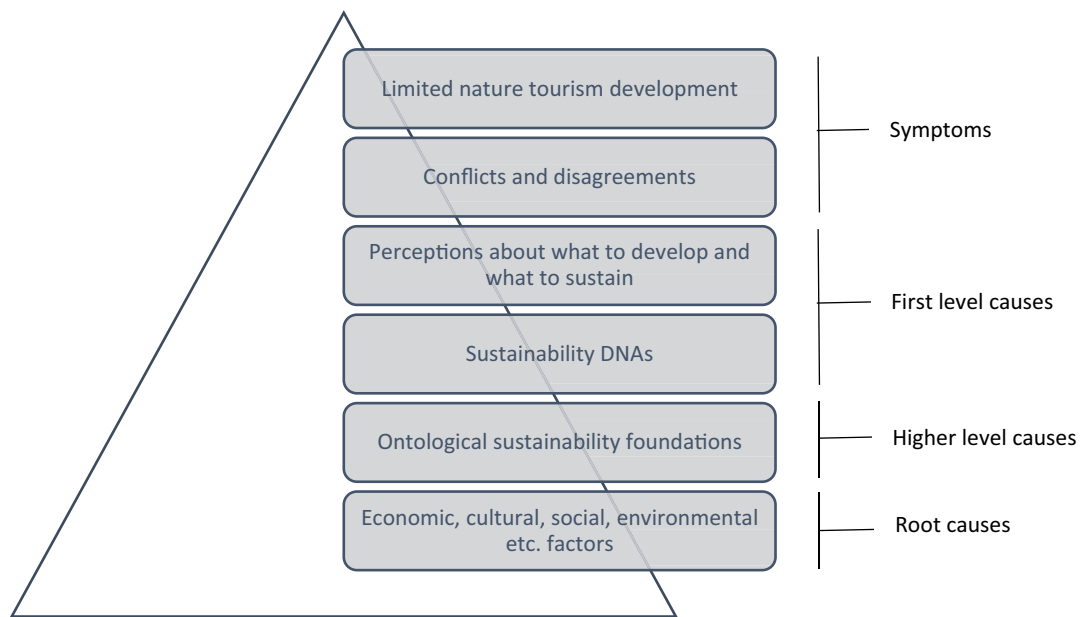 Limited nature tourism development
Conflicts and disagreements
Symptoms
Perceptions about what to develop and
what to sustain
Sustainability DNAs
First level causes
Ontological sustainability foundations
Higher level causes
Economic, cultural, social, environmental
etc. factors
Root causes